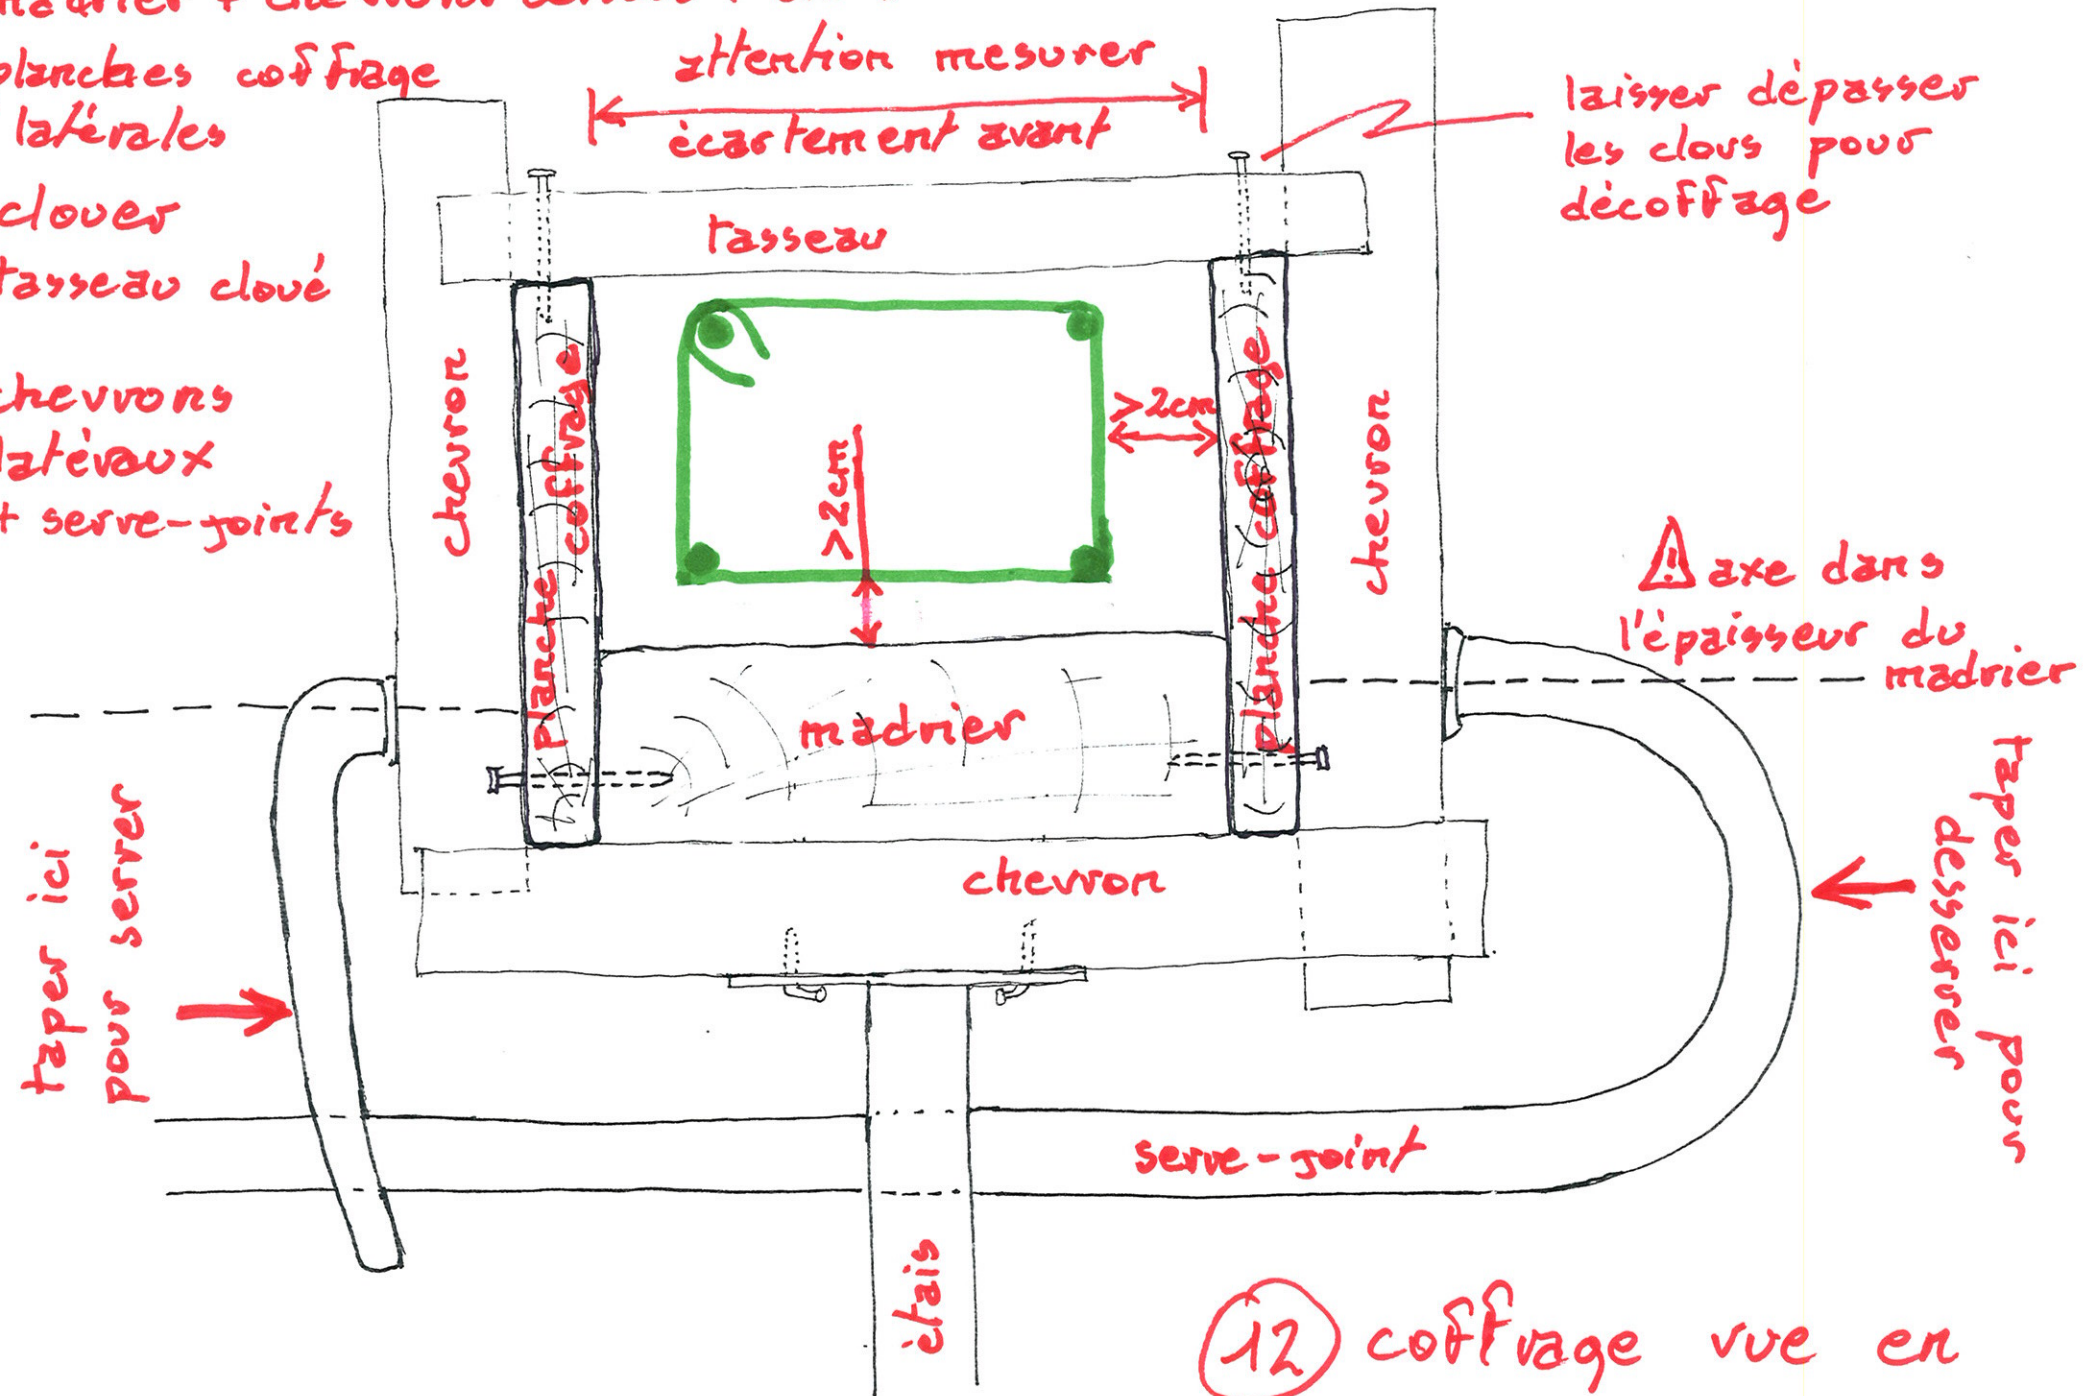 planches coffrage
latérales
clouer
tasseau cloué
chevrons
latéraux
+ serre-joints
attention mesurer
écartement avant
laisser dépasser
les clous pour
décoffrage
tasseau
chevron
planche coffrage
>2cm
>2cm
planche coffrage
chevron
⚠ axe dans
l'épaisseur du
madrier
madrier
chevron
taper ici
pour serrer
taper ici pour
desserrer
serre-joint
étais
12 coffrage vue en